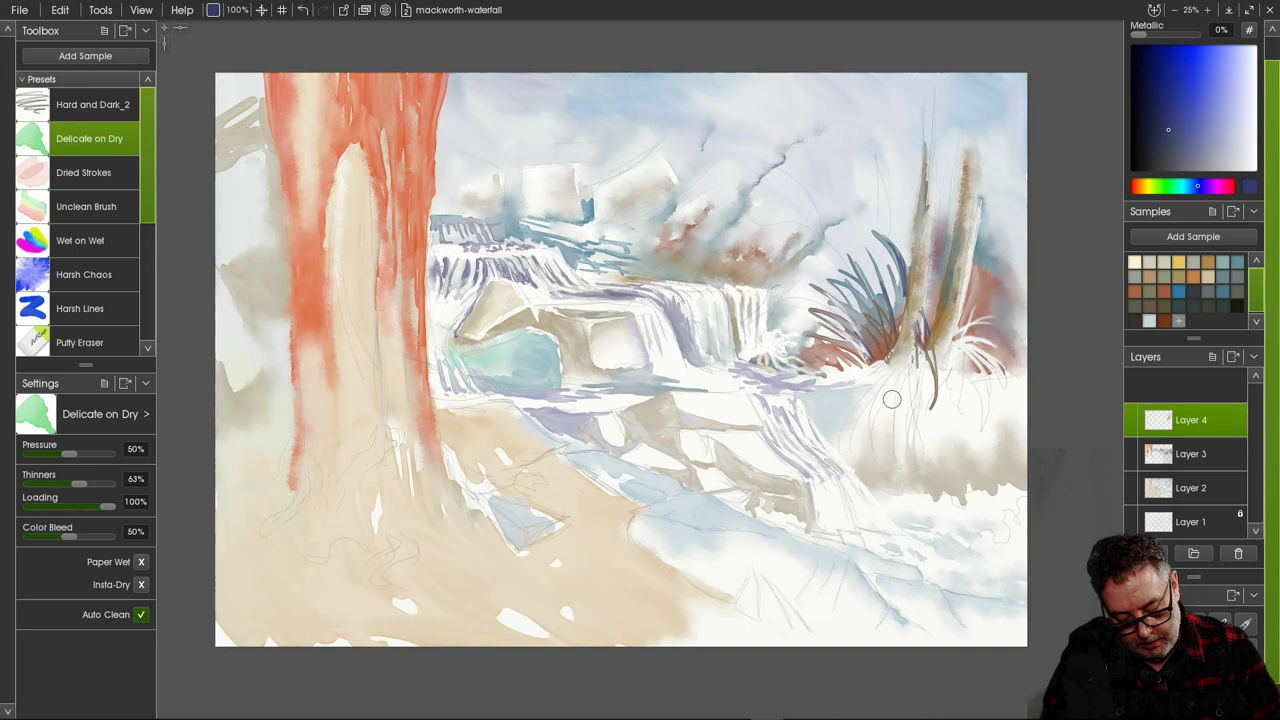 File Edit Tools View Help 100% 2 mackworth-waterfall 25%
Toolbox
Add Sample
Presets
Hard and Dark_2
Delicate on Dry
Dried Strokes
Unclean Brush
Wet on Wet
Harsh Chaos
Harsh Lines
Putty Eraser
Settings
Delicate on Dry >
Pressure
50%
Thinners
63%
Loading
100%
Color Bleed
50%
Paper Wet X
Insta-Dry X
Auto Clean
Metallic
0% #
Samples
Add Sample
Layers
Layer 4
Layer 3
Layer 2
Layer 1